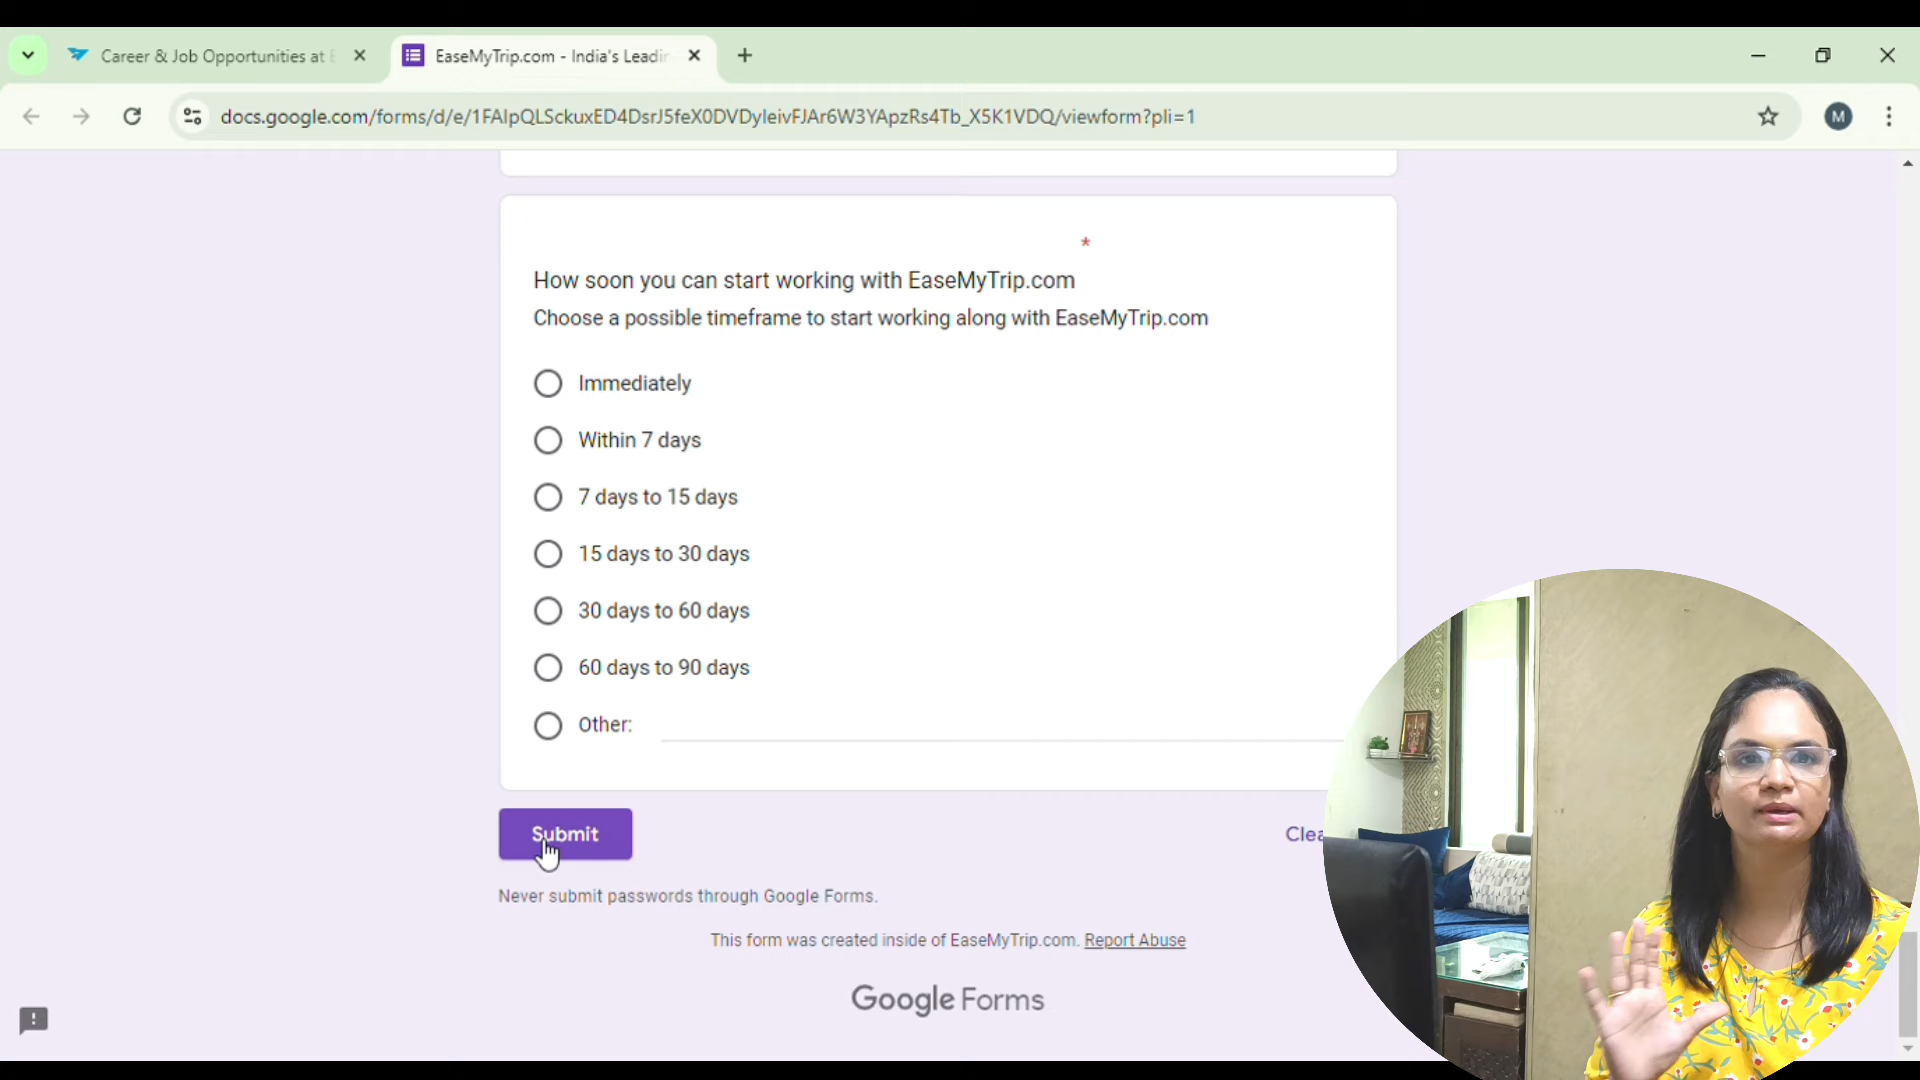 Career & Job Opportunities at E
EaseMyTrip.com - India's Leadin
docs.google.com/forms/d/e/1FAIpQLSckuxED4DsrJ5feX0DVDyleivFJAr6W3YApzRs4Tb_X5K1VDQ/viewform?pli=1
M
*
How soon you can start working with EaseMyTrip.com
Choose a possible timeframe to start working along with EaseMyTrip.com
Immediately
Within 7 days
7 days to 15 days
15 days to 30 days
30 days to 60 days
60 days to 90 days
Other:
Submit
Clea
Never submit passwords through Google Forms.
This form was created inside of EaseMyTrip.com. Report Abuse
Google Forms